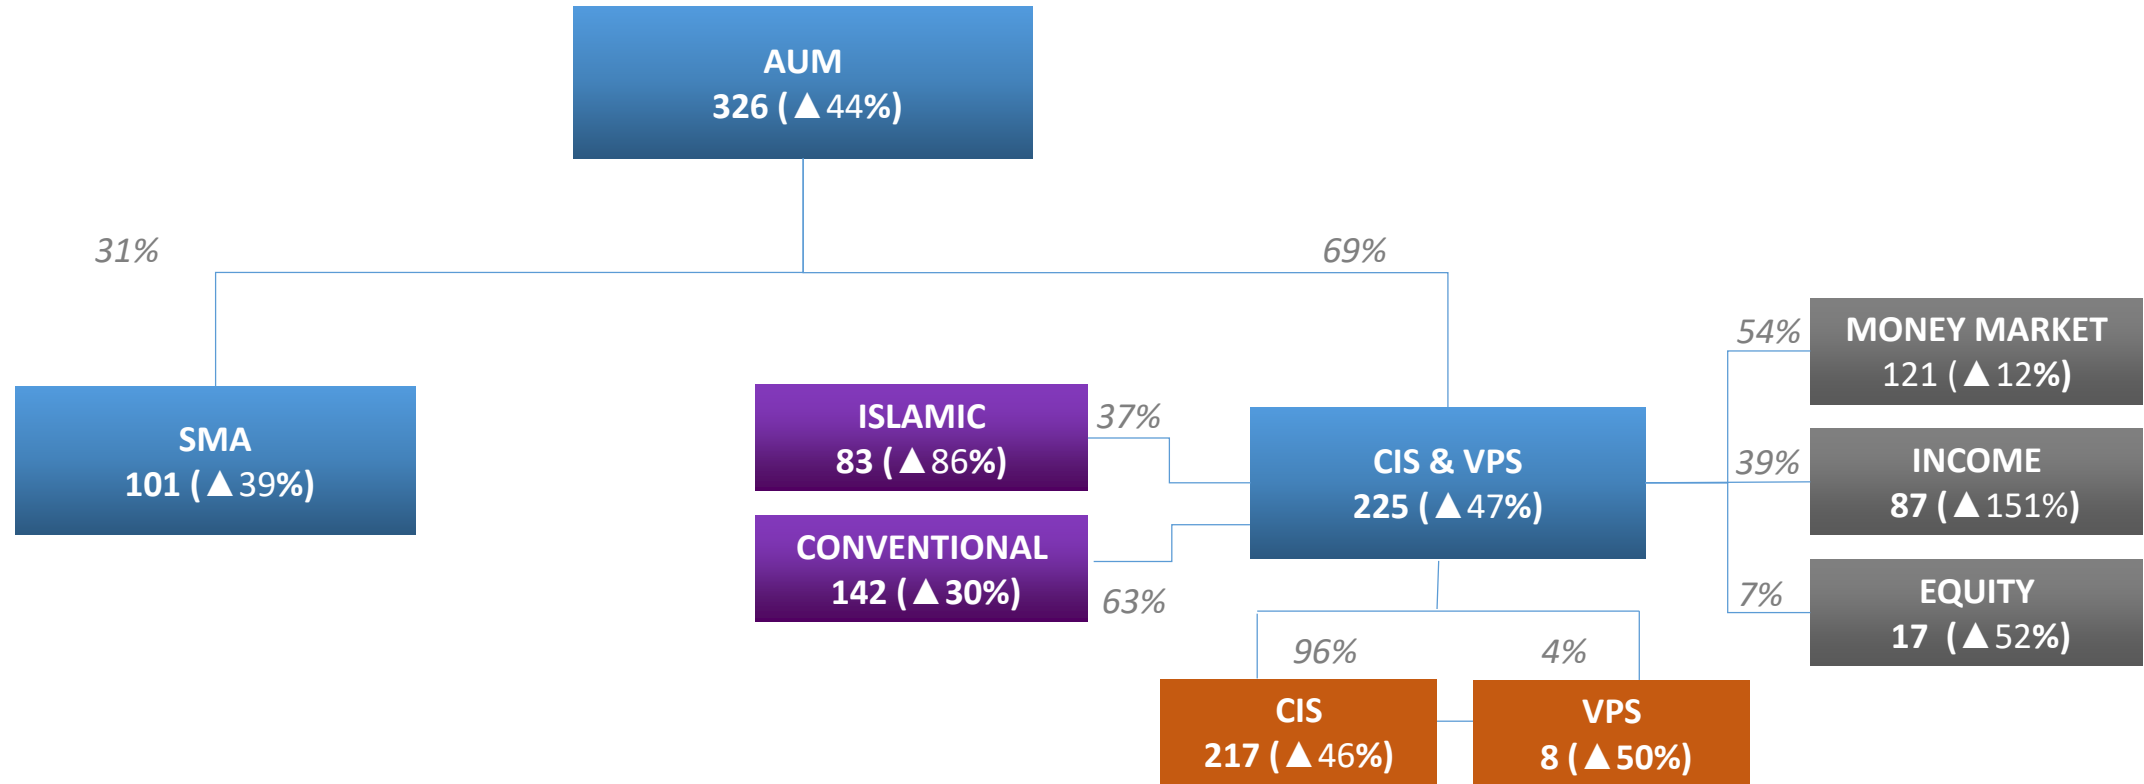 AUM
326 (▲44%)
31%
69%
SMA
101 (▲39%)
ISLAMIC
83 (▲86%)
37%
CONVENTIONAL
142 (▲30%)
63%
CIS & VPS
225 (▲47%)
54%
MONEY MARKET
121 (▲12%)
39%
INCOME
87 (▲151%)
7%
EQUITY
17 (▲52%)
96%
4%
CIS
217 (▲46%)
VPS
8 (▲50%)